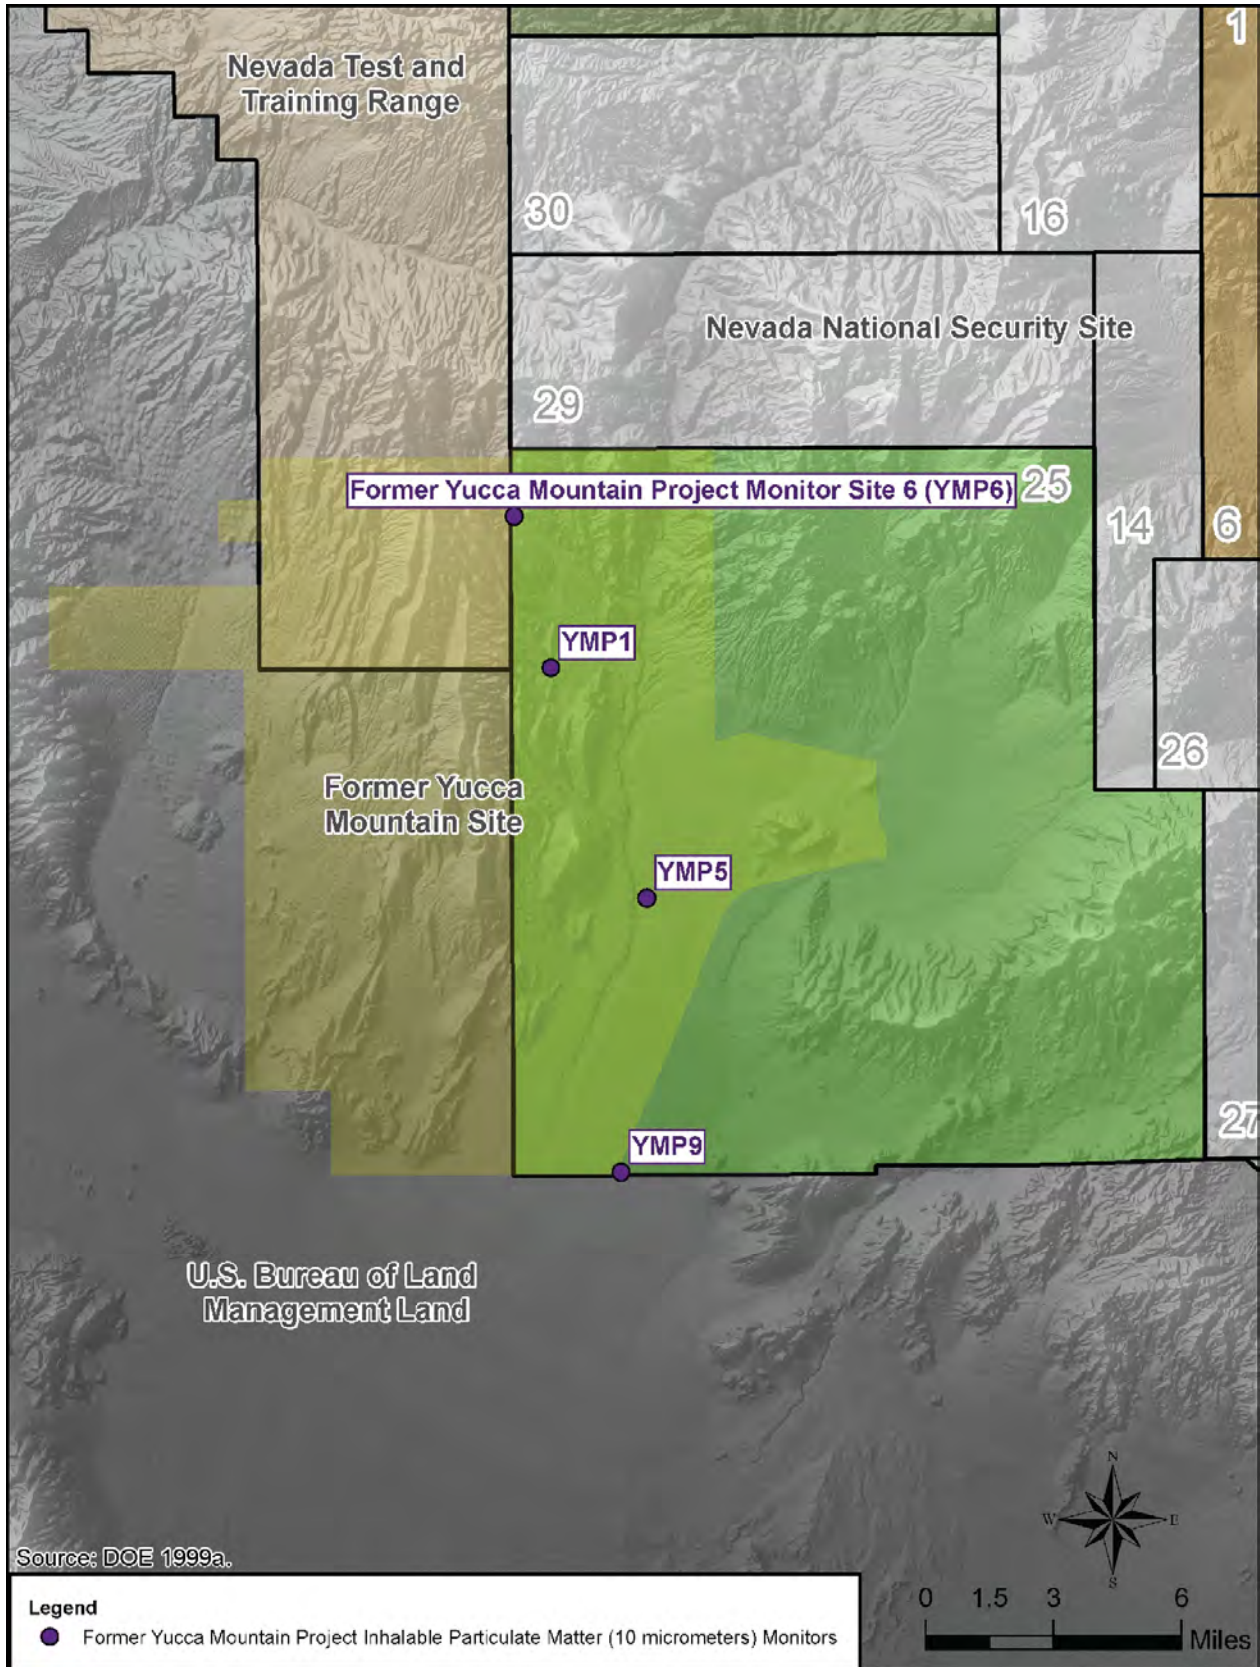 1
Nevada Test and
Training Range
30
16
Nevada National Security Site
29
Former Yucca Mountain Project Monitor Site 6 (YMP6)
25
14
6
YMP1
26
Former Yucca
Mountain Site
YMP5
27
YMP9
U.S. Bureau of Land
Management Land
N
W
E
S
Source: DOE 1999a.
0 1.5 3 6
Miles
Legend
Former Yucca Mountain Project Inhalable Particulate Matter (10 micrometers) Monitors